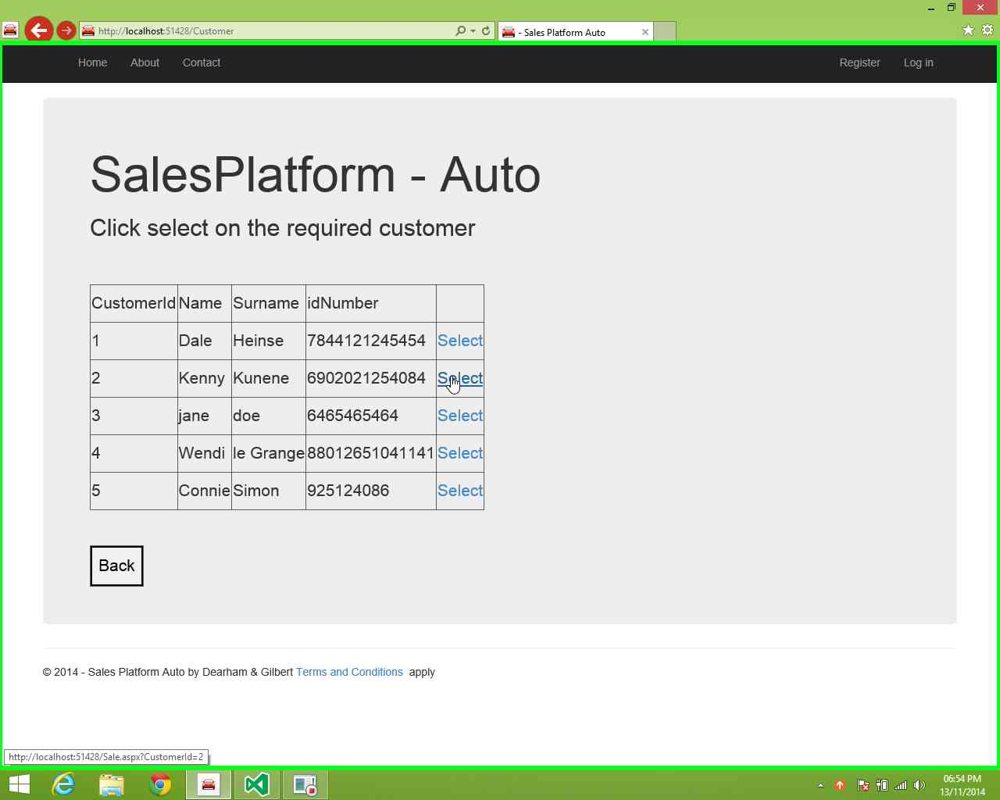 http://localhost:51428/Customer
- Sales Platform Auto
Home About Contact Register Log in
SalesPlatform - Auto
Click select on the required customer
CustomerId Name Surname idNumber
1 Dale Heinse 7844121245454 Select
2 Kenny Kunene 6902021254084 Select
3 jane doe 6465465464 Select
4 Wendi le Grange 88012651041141 Select
5 Connie Simon 925124086 Select
Back
© 2014 - Sales Platform Auto by Dearham & Gilbert Terms and Conditions apply
http://localhost:51428/Sale.aspx?CustomerId=2
06:54 PM
13/11/2014